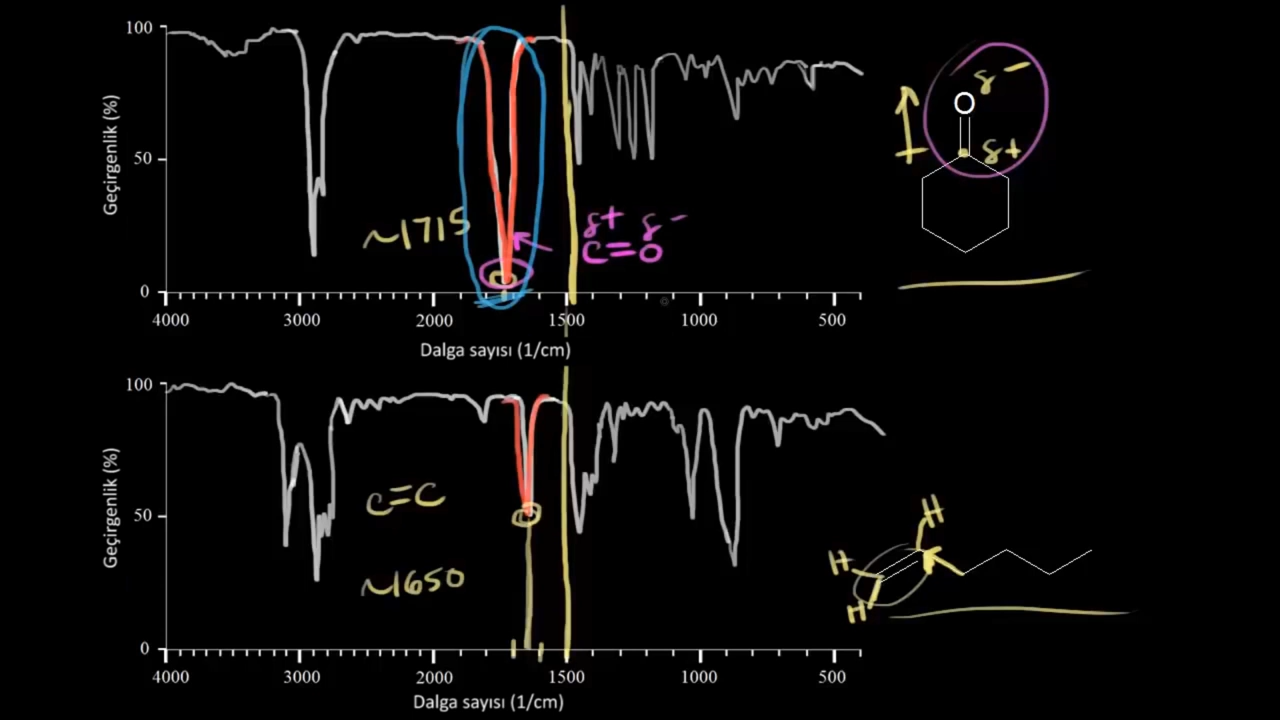 100
50
0
Geçirgenlik (%)
4000 3000 2000 1500 1000 500
Dalga sayısı (1/cm)
~1715
δ+ δ-
C=O
O
δ-
δ+
100
50
0
Geçirgenlik (%)
4000 3000 2000 1500 1000 500
Dalga sayısı (1/cm)
C=C
~1650
H
H
H